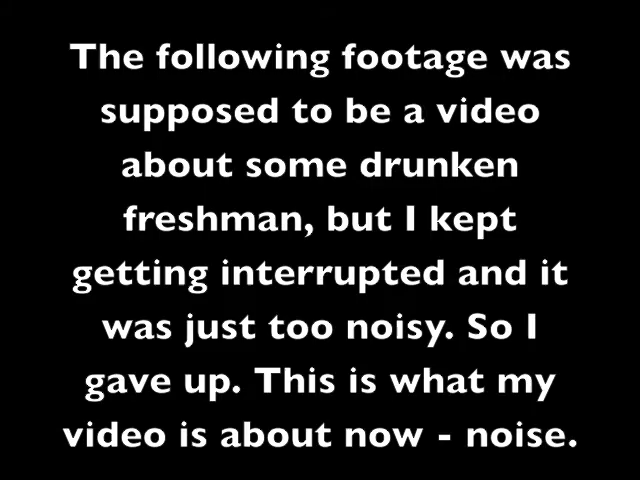 The following footage was
supposed to be a video
about some drunken
freshman, but I kept
getting interrupted and it
was just too noisy. So I
gave up. This is what my
video is about now - noise.